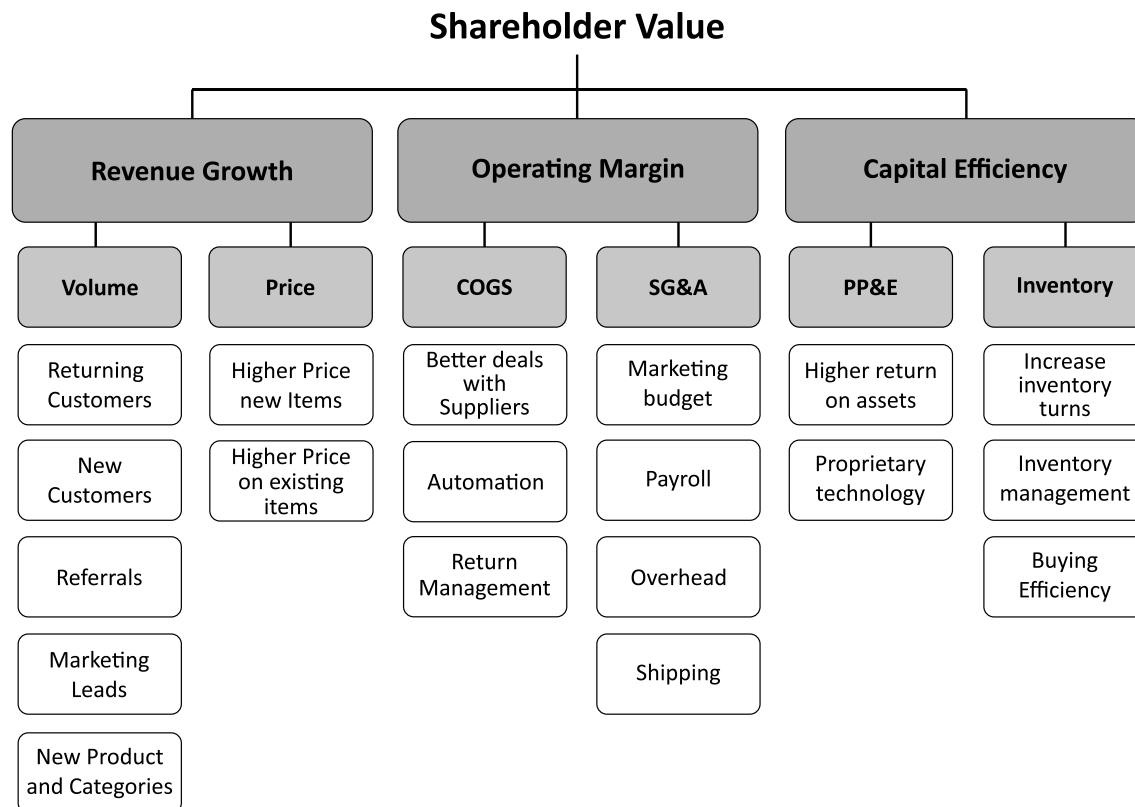 Shareholder Value
Revenue Growth
Operating Margin
Capital Efficiency
Volume
Price
COGS
SG&A
PP&E
Inventory
Returning
Customers
Higher Price
new Items
Better deals
with
Suppliers
Marketing
budget
Higher return
on assets
Increase
inventory
turns
New
Customers
Higher Price
on existing
items
Automation
Payroll
Proprietary
technology
Inventory
management
Referrals
Return
Management
Overhead
Buying
Efficiency
Marketing
Leads
Shipping
New Product
and Categories